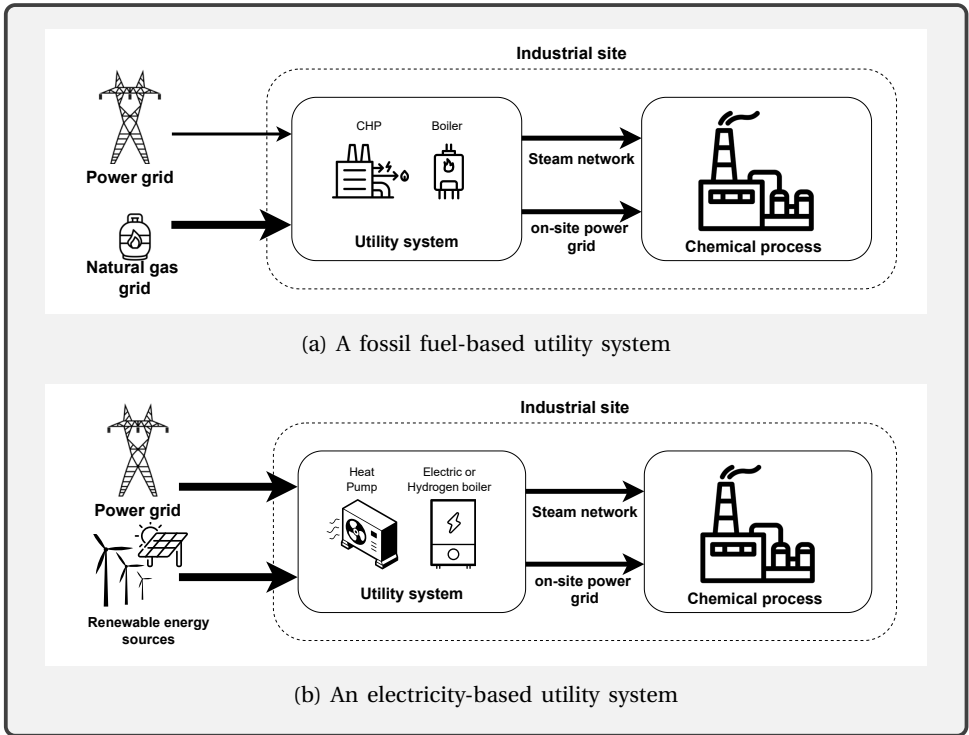 Industrial site
CHP
Boiler
Power grid
Steam network
Natural gas
grid
Utility system
on-site power
grid
Chemical process
(a) A fossil fuel-based utility system
Industrial site
Heat
Pump
Electric or
Hydrogen boiler
Power grid
Steam network
Renewable energy
sources
Utility system
on-site power
grid
Chemical process
(b) An electricity-based utility system